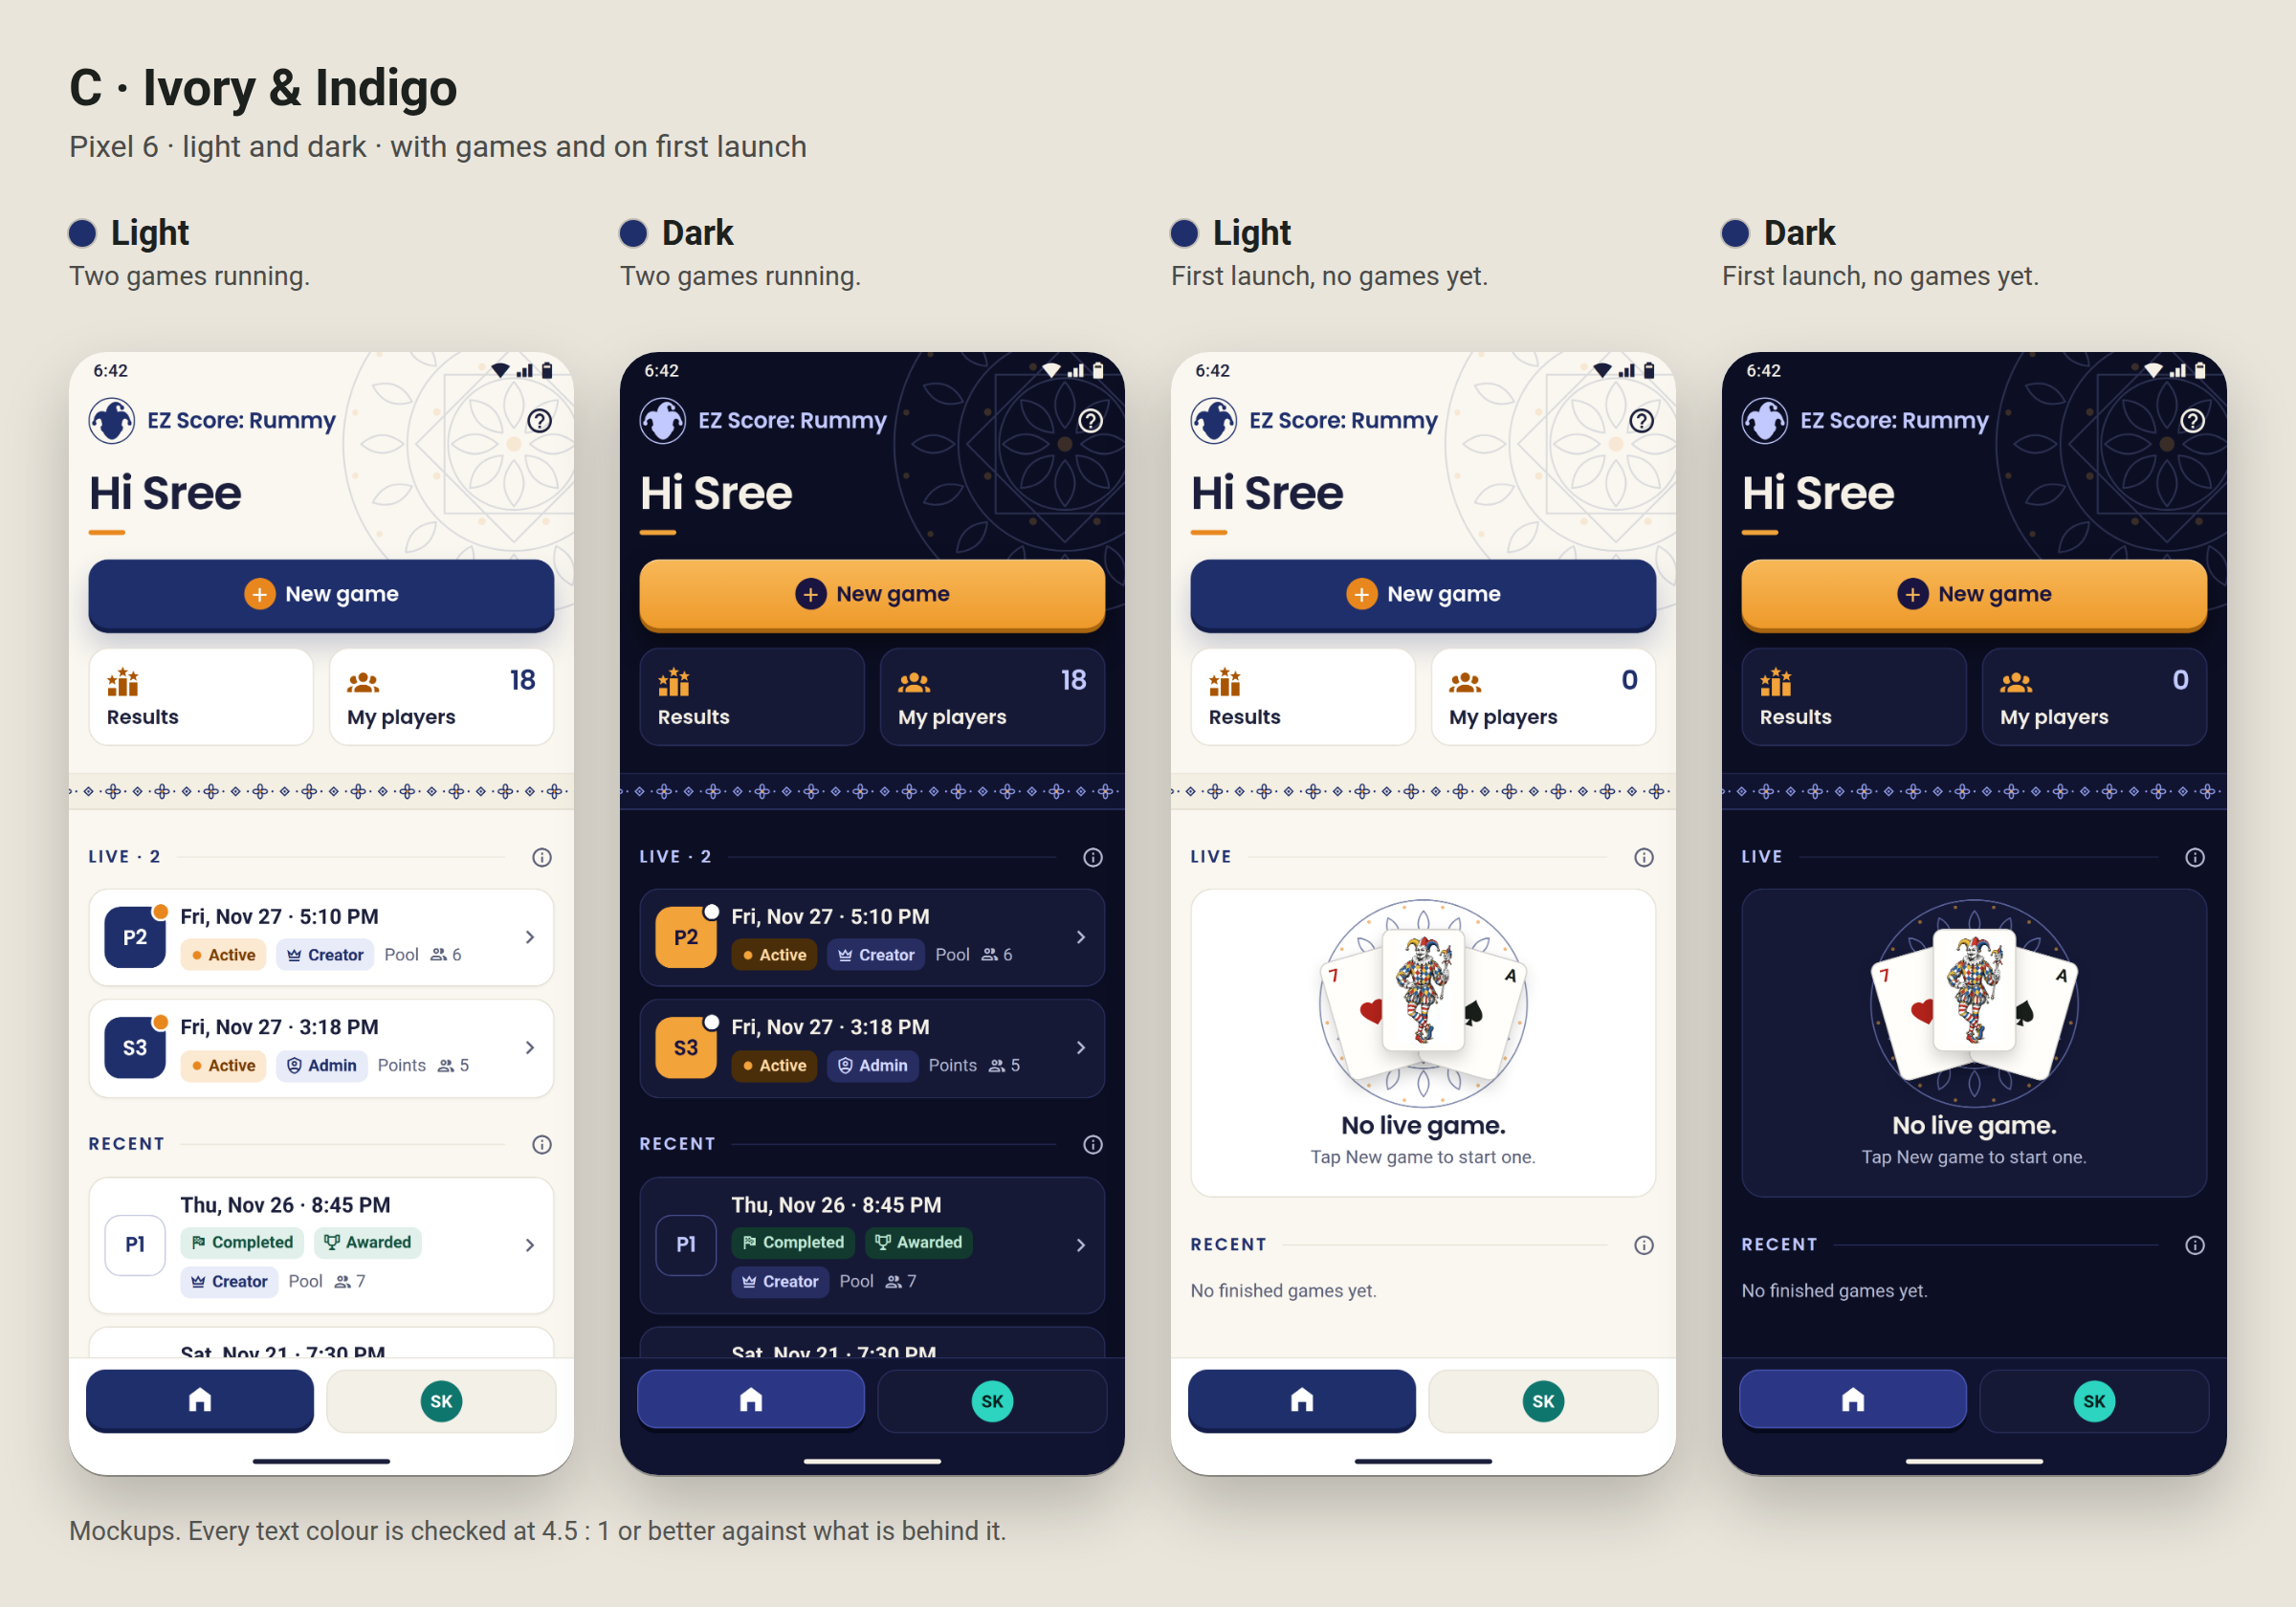 C · Ivory & Indigo
Pixel 6 · light and dark · with games and on first launch
Light
Two games running.
Dark
Two games running.
Light
First launch, no games yet.
Dark
First launch, no games yet.
6:42
EZ Score: Rummy
Hi Sree
New game
Results
My players
18
LIVE · 2
P2
Fri, Nov 27 · 5:10 PM
Active Creator Pool 6
S3
Fri, Nov 27 · 3:18 PM
Active Admin Points 5
RECENT
P1
Thu, Nov 26 · 8:45 PM
Completed Awarded
Creator Pool 7
Sat, Nov 21 · 7:30 PM
SK
6:42
EZ Score: Rummy
Hi Sree
New game
Results
My players
18
LIVE · 2
P2
Fri, Nov 27 · 5:10 PM
Active Creator Pool 6
S3
Fri, Nov 27 · 3:18 PM
Active Admin Points 5
RECENT
P1
Thu, Nov 26 · 8:45 PM
Completed Awarded
Creator Pool 7
Sat, Nov 21 · 7:30 PM
SK
6:42
EZ Score: Rummy
Hi Sree
New game
Results
My players
0
LIVE
7
A
No live game.
Tap New game to start one.
RECENT
No finished games yet.
SK
6:42
EZ Score: Rummy
Hi Sree
New game
Results
My players
0
LIVE
7
A
No live game.
Tap New game to start one.
RECENT
No finished games yet.
SK
Mockups. Every text colour is checked at 4.5 : 1 or better against what is behind it.